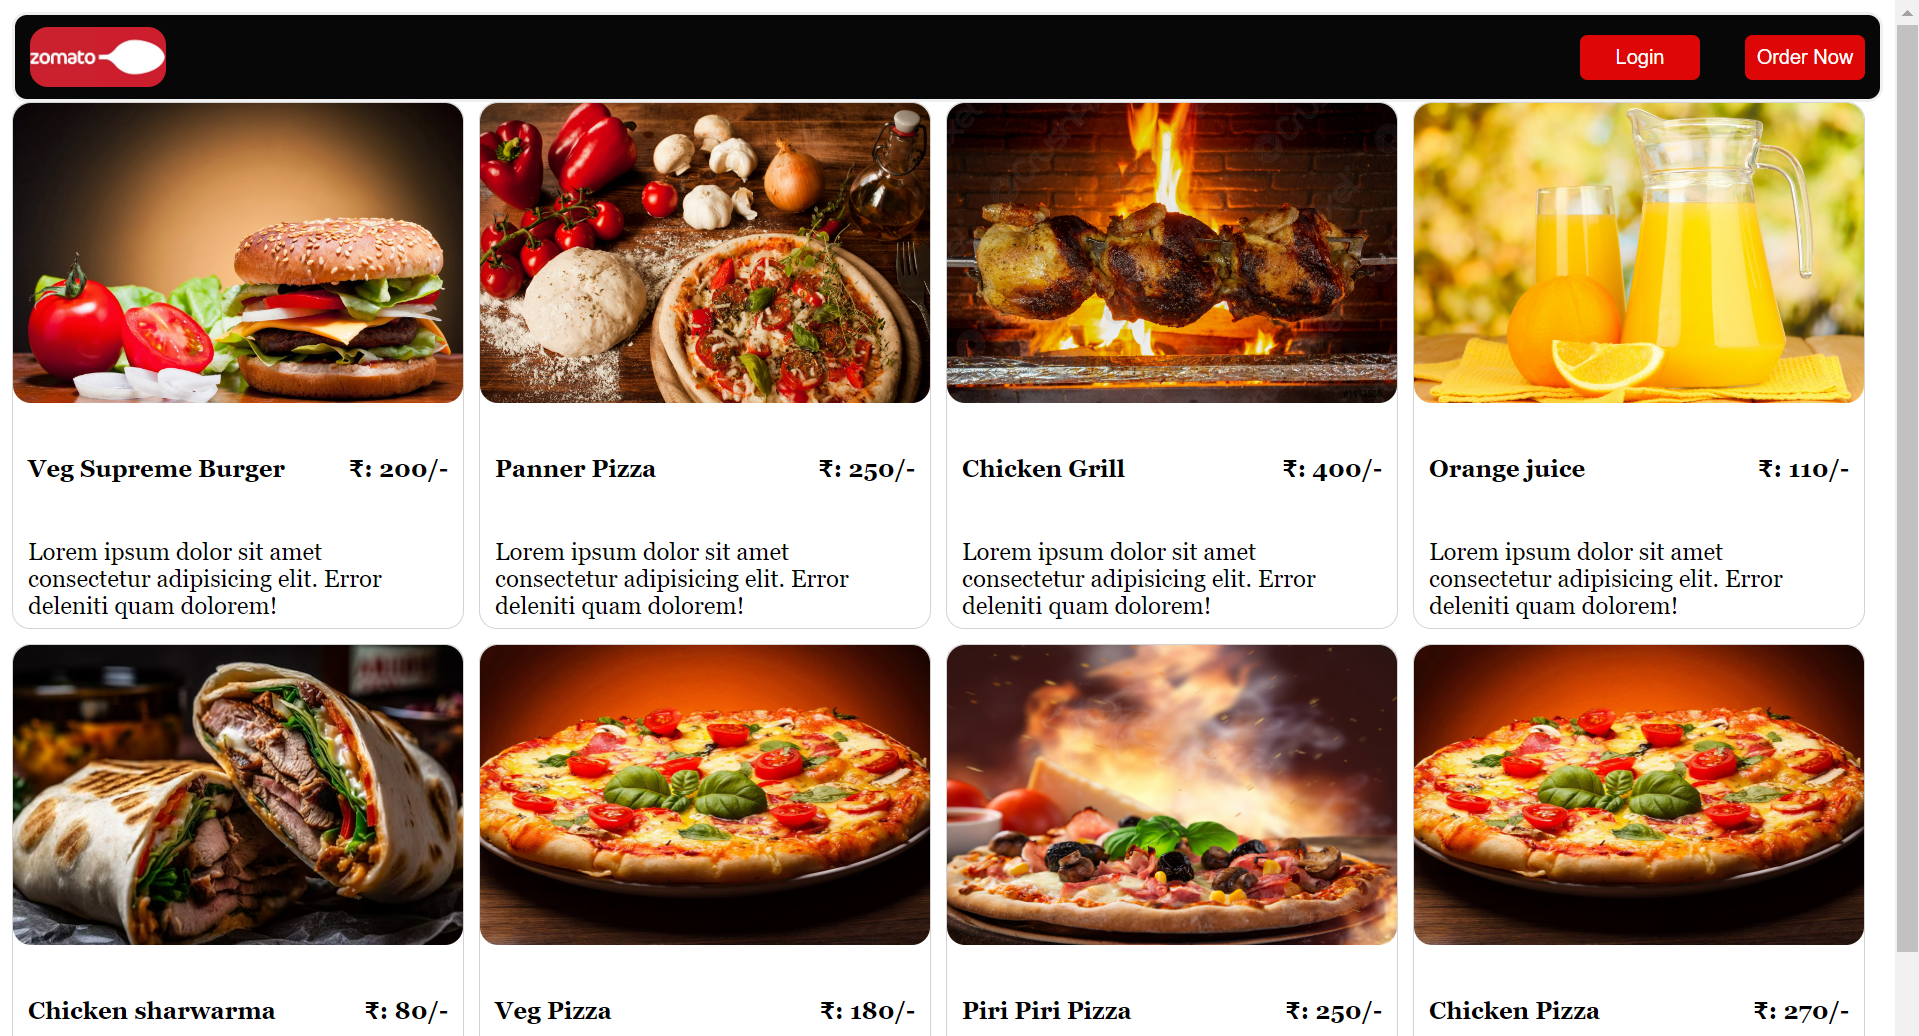 zomato
Login
Order Now
Veg Supreme Burger ₹: 200/-
Panner Pizza ₹: 250/-
Chicken Grill ₹: 400/-
Orange juice ₹: 110/-
Lorem ipsum dolor sit amet
consectetur adipisicing elit. Error
deleniti quam dolorem!
Lorem ipsum dolor sit amet
consectetur adipisicing elit. Error
deleniti quam dolorem!
Lorem ipsum dolor sit amet
consectetur adipisicing elit. Error
deleniti quam dolorem!
Lorem ipsum dolor sit amet
consectetur adipisicing elit. Error
deleniti quam dolorem!
Chicken sharwarma ₹: 80/-
Veg Pizza ₹: 180/-
Piri Piri Pizza ₹: 250/-
Chicken Pizza ₹: 270/-